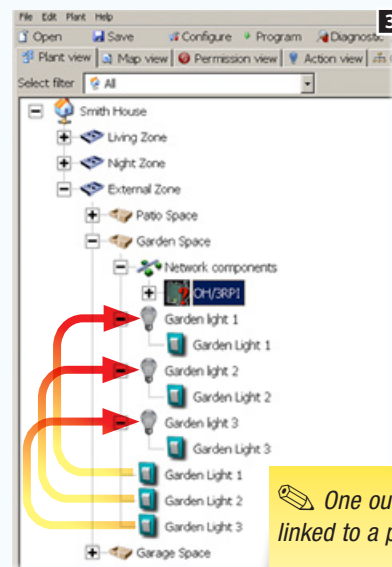 File Edit Plant Help
3
Open Save Configure Program Diagnostic
Plant view Map view Permission view Action view
Select filter All
Smith House
Living Zone
Night Zone
External Zone
Patio Space
Garden Space
Network components
OH/3RPI
Garden light 1
Garden Light 1
Garden light 2
Garden Light 2
Garden light 3
Garden Light 3
Garden Light 1
Garden Light 2
Garden Light 3
Garage Space
One ou
linked to a p